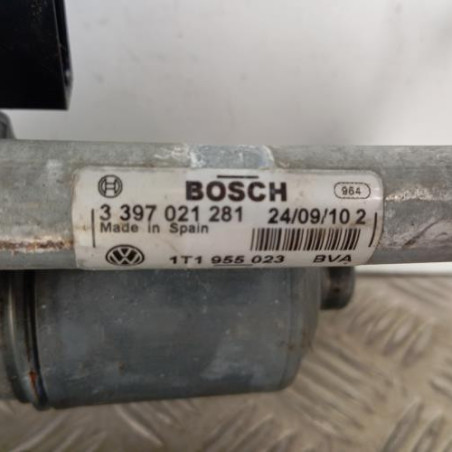 BOSCH 964
3 397 021 281 24/09/10 2
Made in Spain
1T1 955 023 BVA